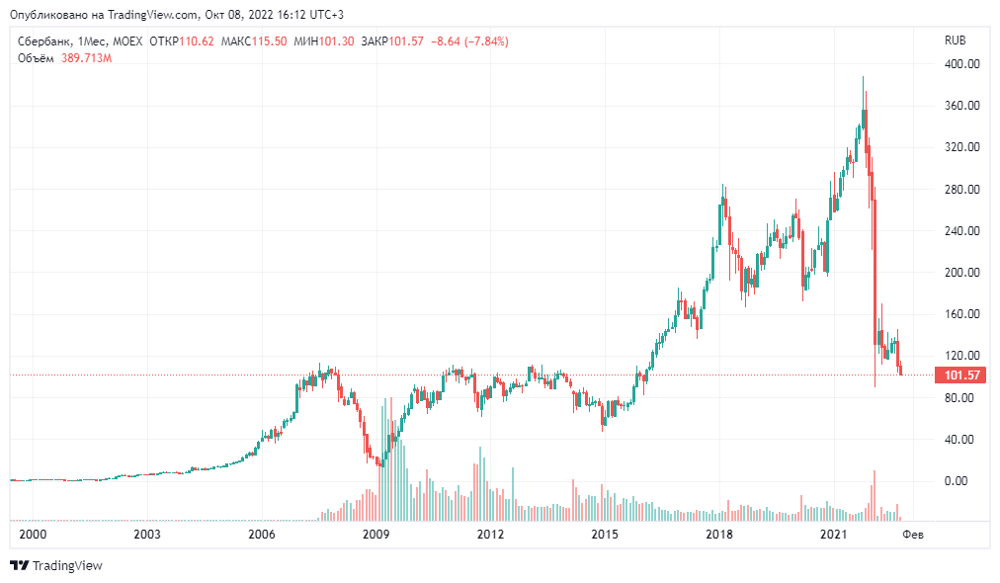 Опубликовано на TradingView.com, Окт 08, 2022 16:12 UTC+3
Сбербанк, 1Мес, MOEX ОТКР110.62 МАКС115.50 МИН101.30 ЗАКР101.57 −8.64 (−7.84%)
Объём 389.713M
RUB
400.00
360.00
320.00
280.00
240.00
200.00
160.00
120.00
101.57
80.00
40.00
0.00
2000 2003 2006 2009 2012 2015 2018 2021 Фев
TradingView